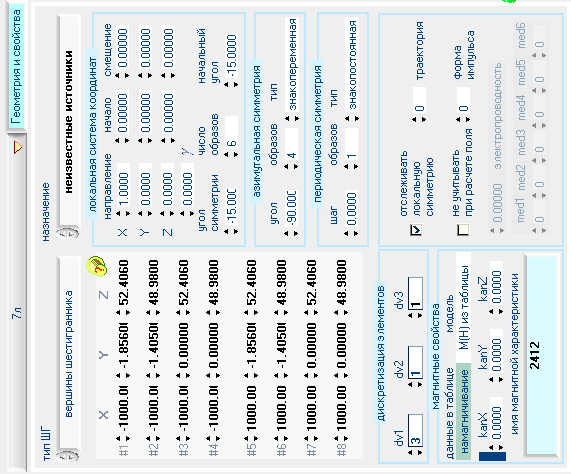 7л
Геометрия и свойства
тип ШГ
вершины шестигранника
X Y Z
#1 -1000.0( -1.8560( 52.4060
#2 -1000.0( -1.4050( 48.9800
#3 -1000.0( 0.00000 52.4060
#4 -1000.0( 0.00000 48.9800
#5 1000.00 -1.8560( 52.4060
#6 1000.00 -1.4050( 48.9800
#7 1000.00 0.00000 52.4060
#8 1000.00 0.00000 48.9800
дискретизация элементов
dv1 dv2 dv3
3 1 1
магнитные свойства
данные в таблице модель
намагничивание M(H) из таблицы
kanX kanY kanZ
0.0000 0.0000 0.0000
имя магнитной характеристики
2412
назначение
неизвестные источники
локальная система координат
направление начало смещение
X 1.0000 0.00000 0.00000
Y 0.0000 0.00000 0.00000
Z 0.0000 0.00000 0.00000
0.0000 γ
угол симметрии число образов начальный угол
-15.000 6 -15.0000
азимутальная симметрия
угол образов тип
-90.000 4 знакопеременная
периодическая симметрия
шаг образов тип
0.0000 1 знакопостоянная
отслеживать
локальную
симметрию
0 траектория
не учитывать
при расчете поля
0 форма импульса
0.00000 электропроводность
med1 med2 med3 med4 med5 med6
0 0 0 0 0 0